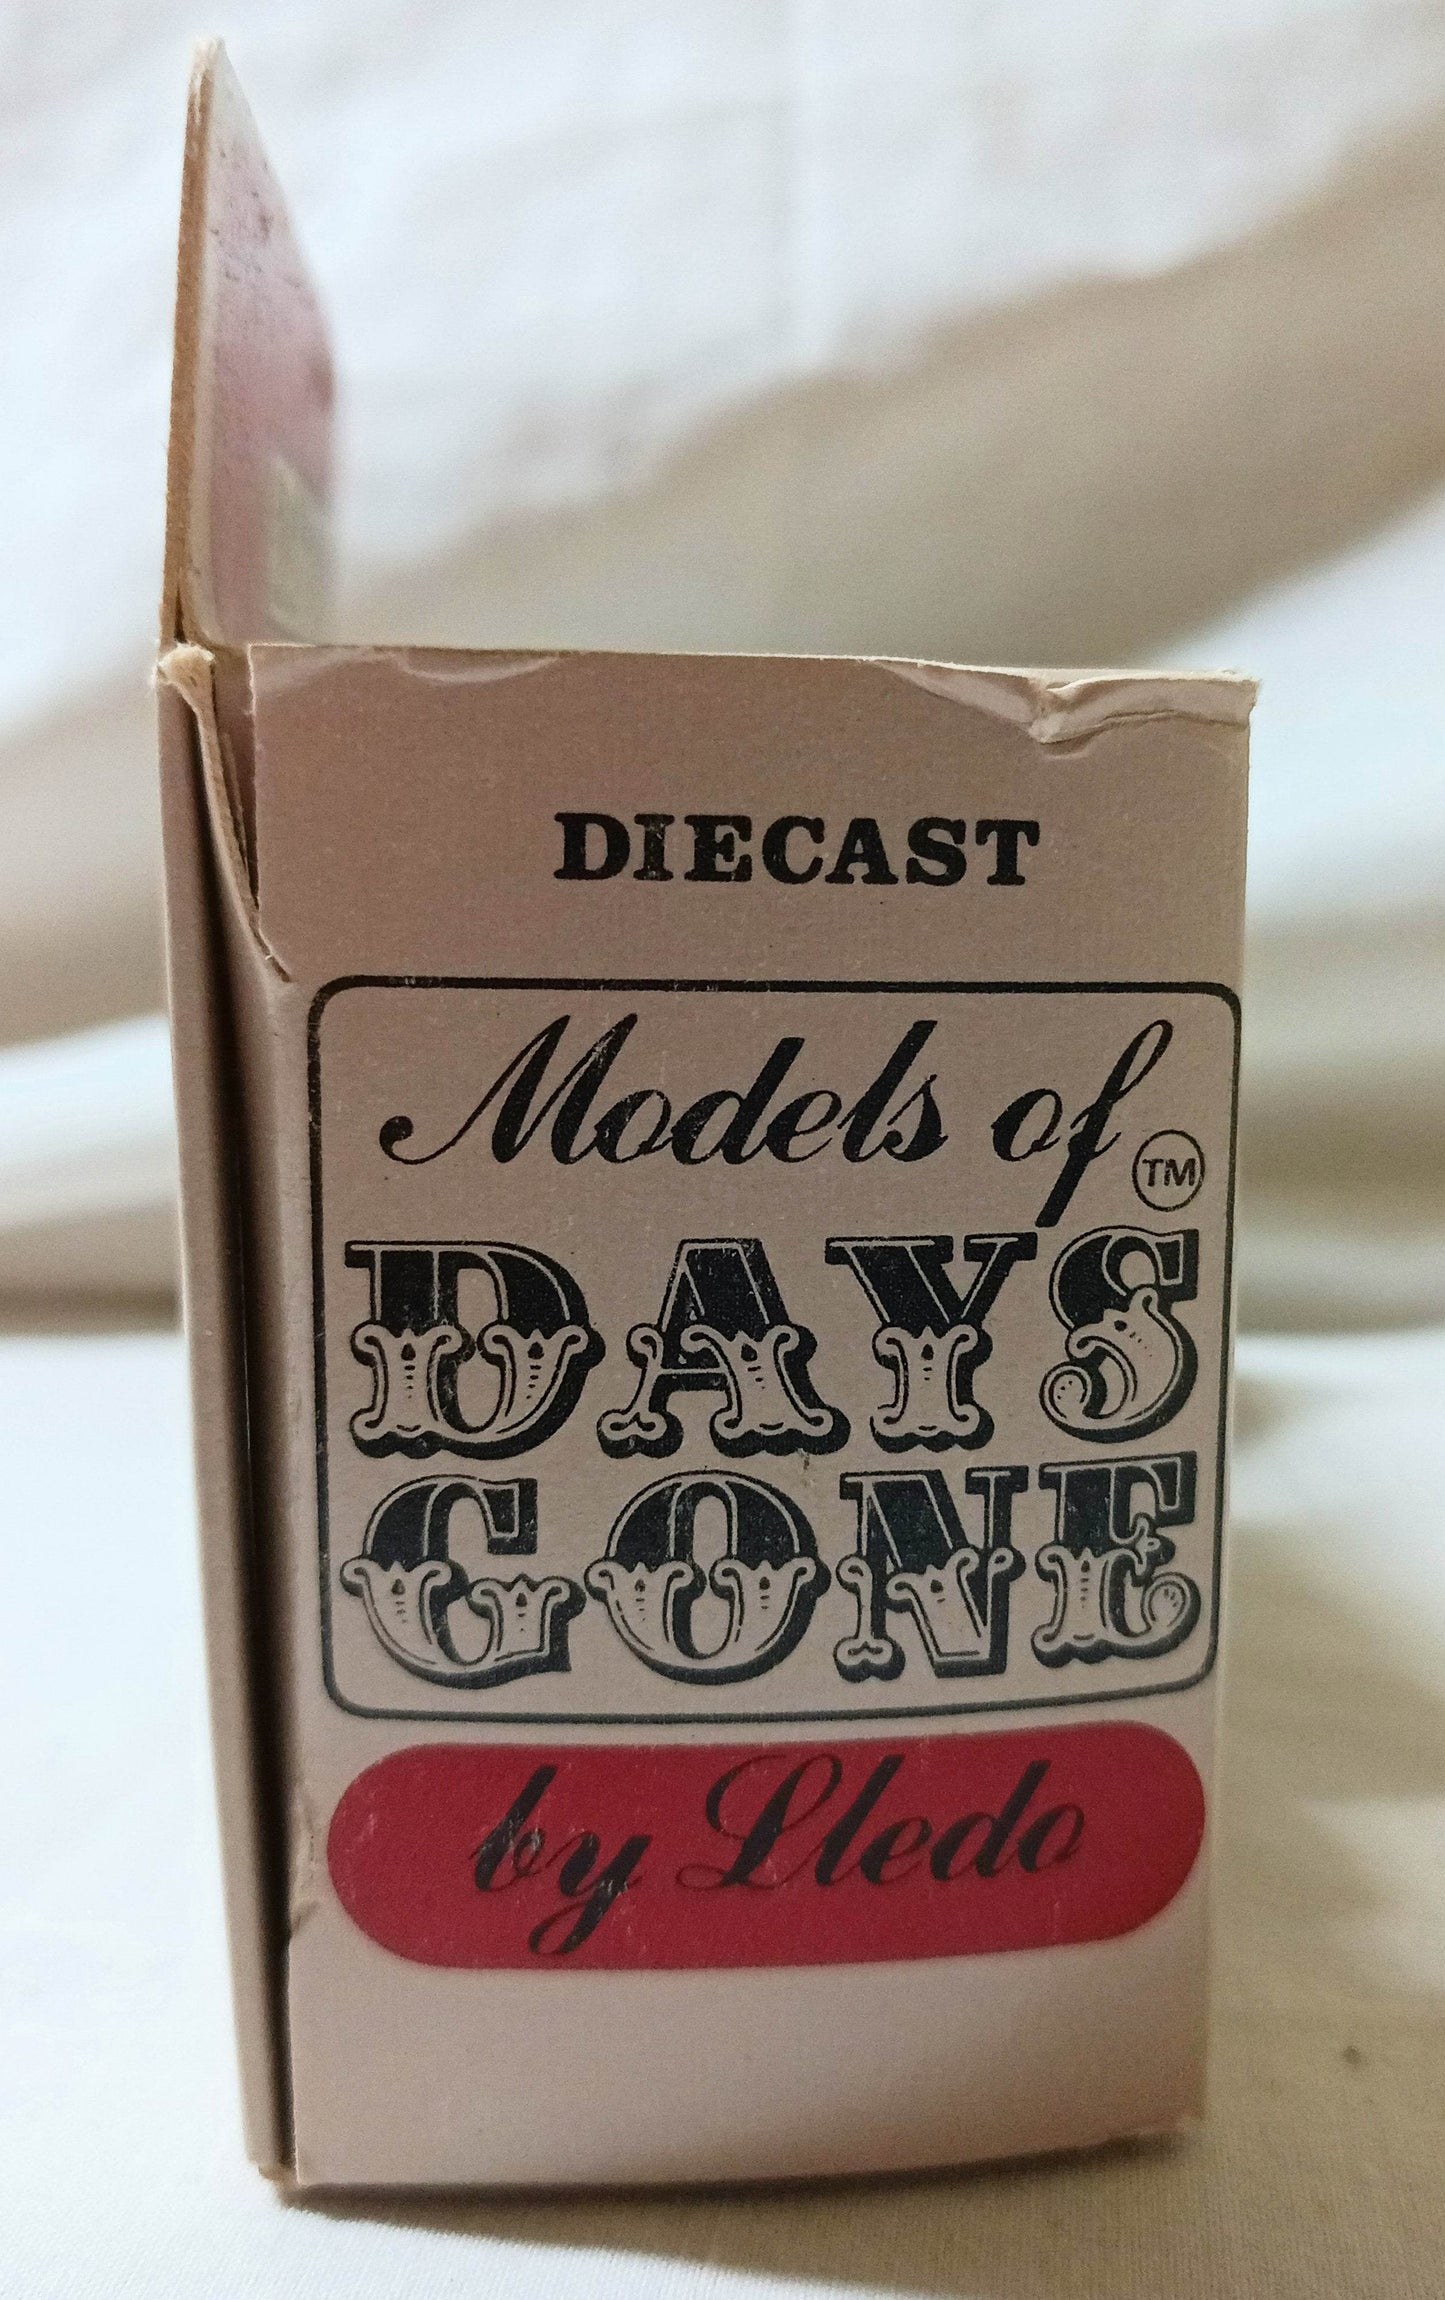 DIECAST
Models of
TM
DAYS
GONE
by Lledo